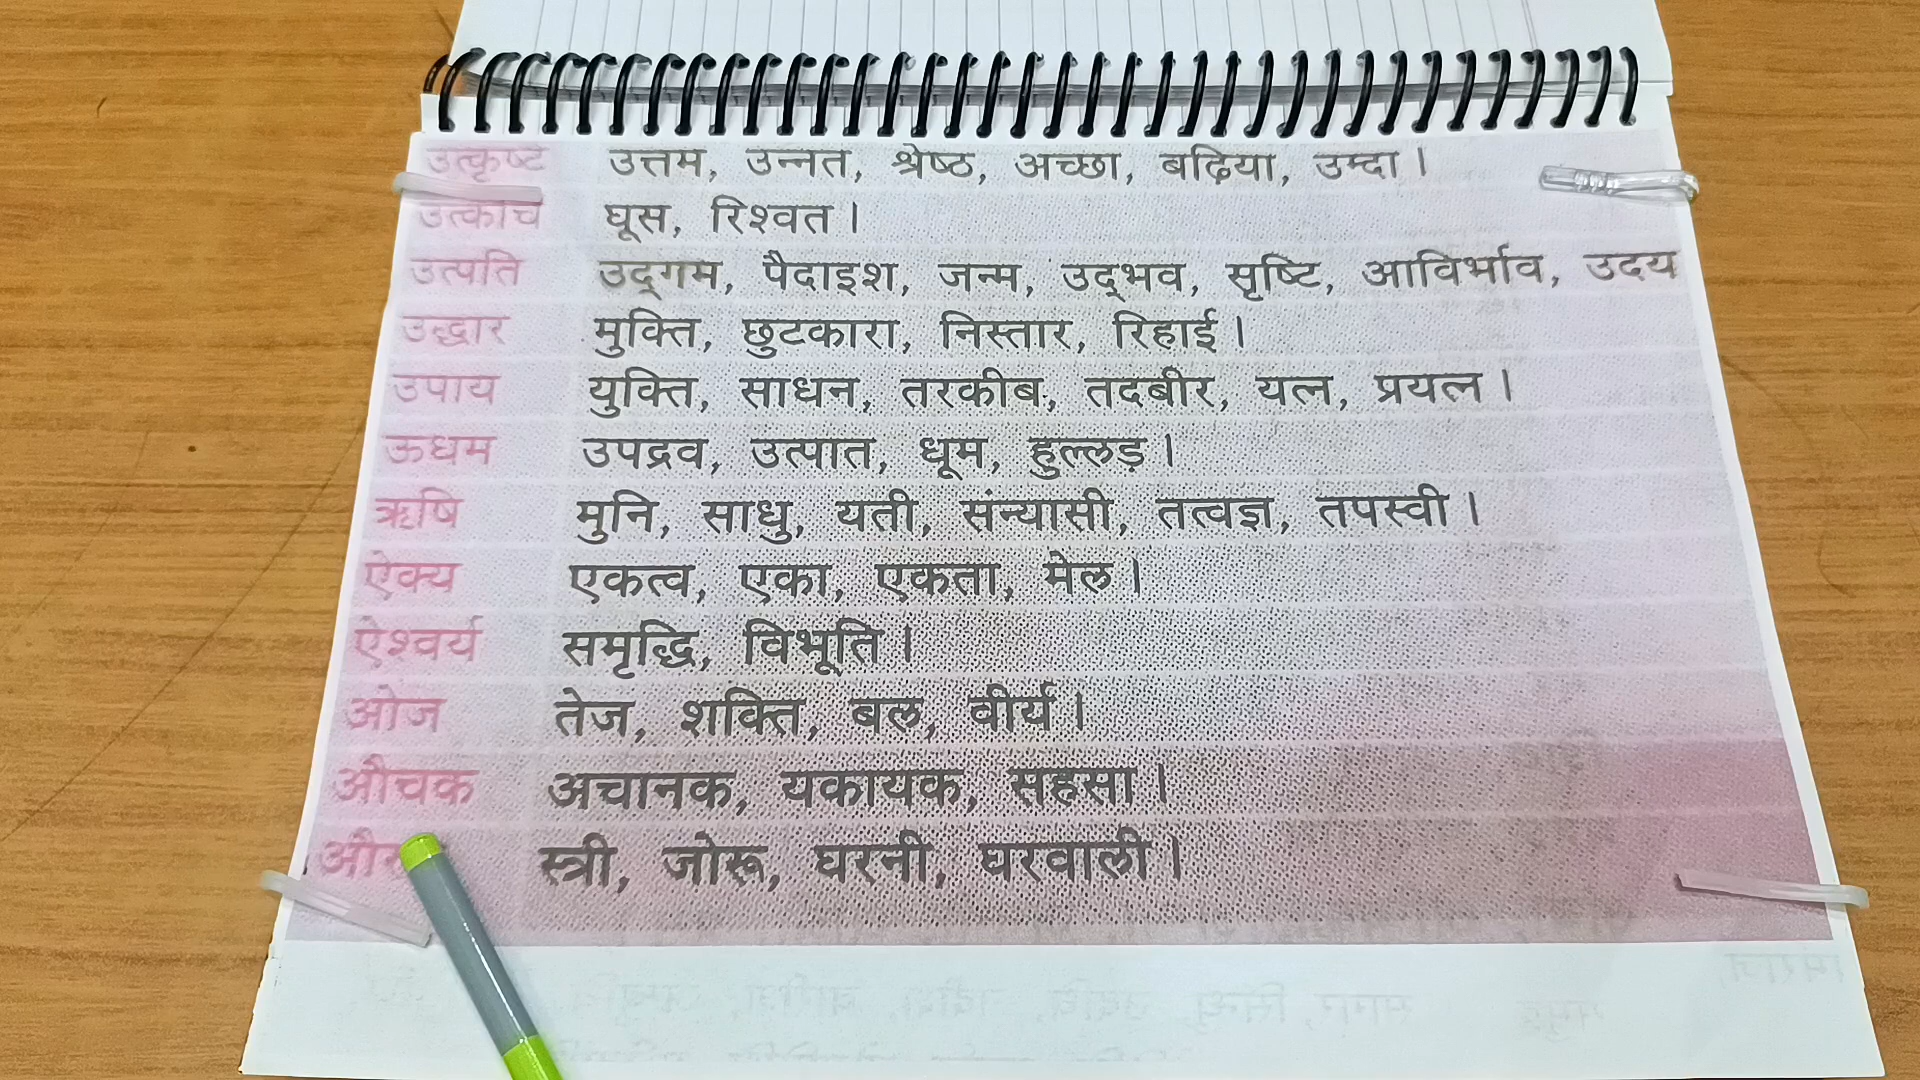 उत्कृष्ट उत्तम, उन्नत, श्रेष्ठ, अच्छा, बढ़िया, उम्दा।
उत्कोच घूस, रिश्वत।
उत्पति उद्‌गम, पैदाइश, जन्म, उद्‌भव, सृष्टि, आविर्भाव, उदय
उद्धार मुक्ति, छुटकारा, निस्तार, रिहाई।
उपाय युक्ति, साधन, तरकीब, तदबीर, यत्न, प्रयत्न।
ऊधम उपद्रव, उत्पात, धूम, हुल्लड़।
ऋषि मुनि, साधु, यती, संन्यासी, तत्वज्ञ, तपस्वी।
ऐक्य एकत्व, एका, एकता, मेल।
ऐश्वर्य समृद्धि, विभूति।
ओज तेज, शक्ति, बल, वीर्य।
औचक अचानक, यकायक, सहसा।
स्त्री, जोरू, घरनी, घरवाली।